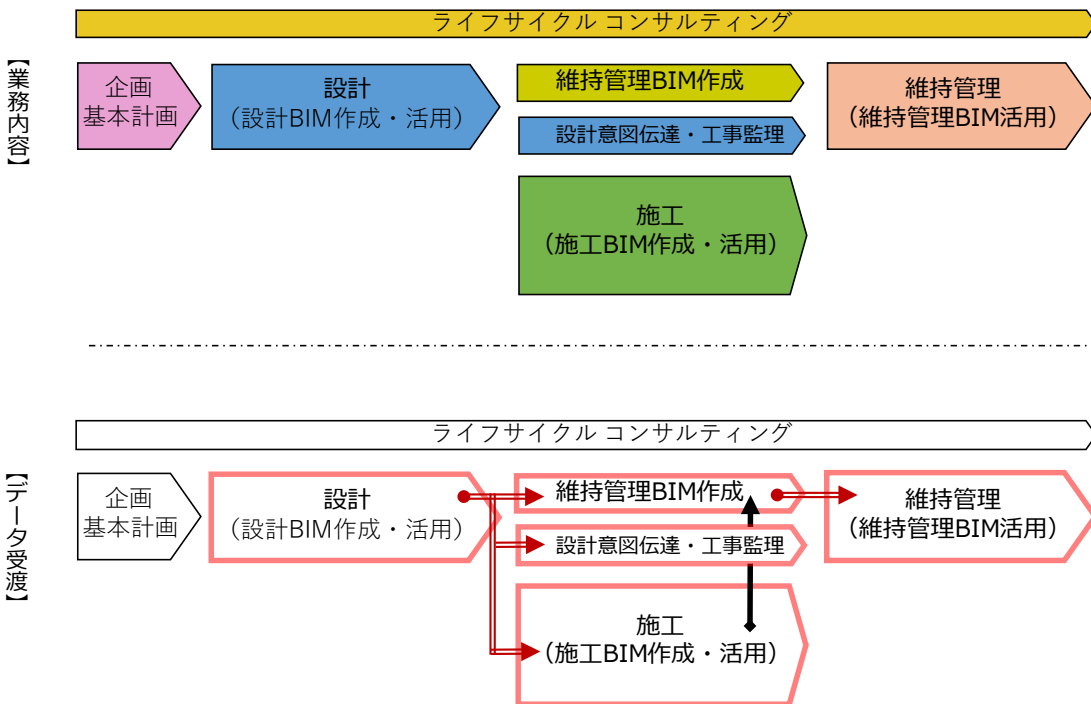 ライフサイクル コンサルティング
【業務内容】
企画
基本計画
設計
（設計BIM作成・活用）
維持管理BIM作成
設計意図伝達・工事監理
施工
（施工BIM作成・活用）
維持管理
（維持管理BIM活用）
ライフサイクル コンサルティング
【データ受渡】
企画
基本計画
設計
（設計BIM作成・活用）
維持管理BIM作成
設計意図伝達・工事監理
施工
（施工BIM作成・活用）
維持管理
（維持管理BIM活用）